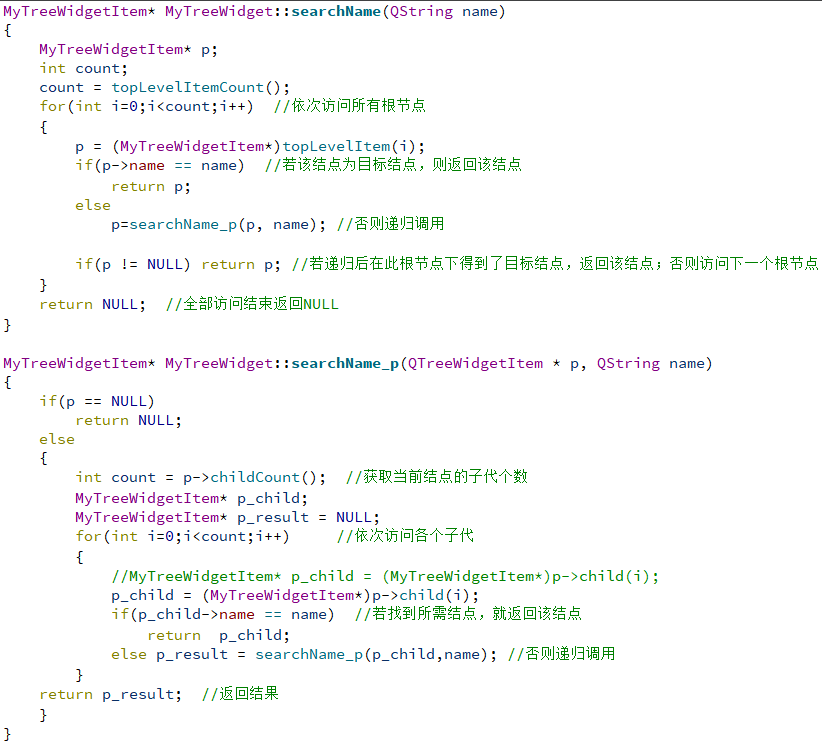 MyTreeWidgetItem* MyTreeWidget::searchName(QString name)
{
    MyTreeWidgetItem* p;
    int count;
    count = topLevelItemCount();
    for(int i=0;i<count;i++)  //依次访问所有根节点
    {
        p = (MyTreeWidgetItem*)topLevelItem(i);
        if(p->name == name)  //若该结点为目标结点，则返回该结点
            return p;
        else
            p=searchName_p(p, name); //否则递归调用

        if(p != NULL) return p; //若递归后在此根节点下得到了目标结点，返回该结点；否则访问下一个根节点
    }
    return NULL;  //全部访问结束返回NULL
}

MyTreeWidgetItem* MyTreeWidget::searchName_p(QTreeWidgetItem * p, QString name)
{
    if(p == NULL)
        return NULL;
    else
    {
        int count = p->childCount();  //获取当前结点的子代个数
        MyTreeWidgetItem* p_child;
        MyTreeWidgetItem* p_result = NULL;
        for(int i=0;i<count;i++)     //依次访问各个子代
        {
            //MyTreeWidgetItem* p_child = (MyTreeWidgetItem*)p->child(i);
            p_child = (MyTreeWidgetItem*)p->child(i);
            if(p_child->name == name)  //若找到所需结点，就返回该结点
                return  p_child;
            else p_result = searchName_p(p_child,name); //否则递归调用
        }
    return p_result;  //返回结果
    }
}